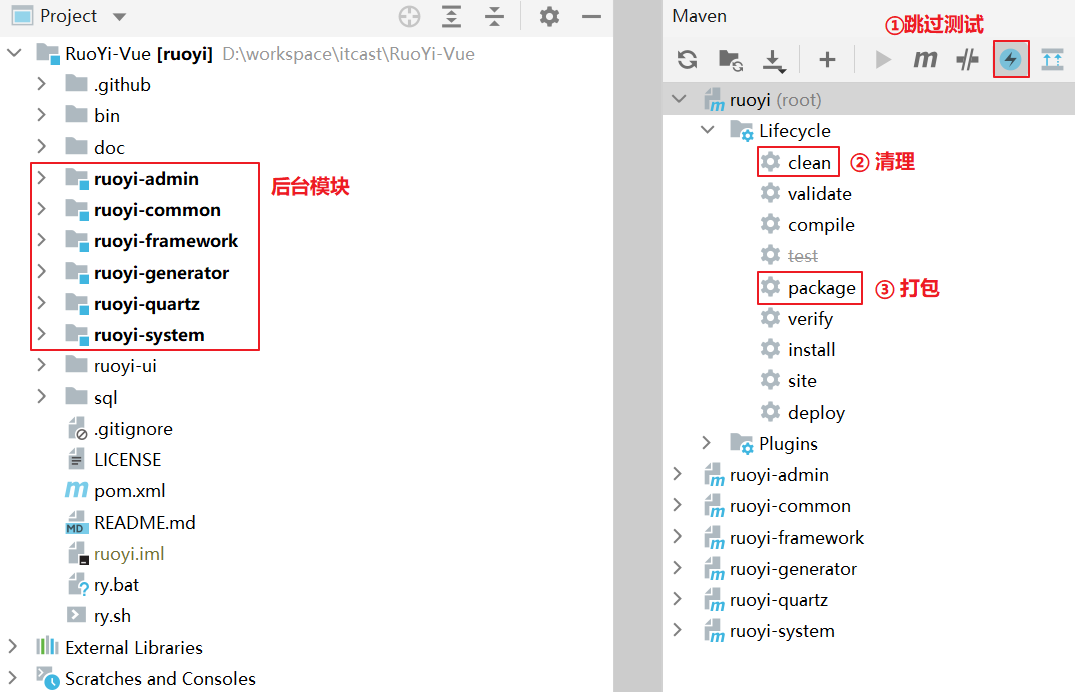 Project
RuoYi-Vue [ruoyi] D:\workspace\itcast\RuoYi-Vue
.github
bin
doc
ruoyi-admin
ruoyi-common
ruoyi-framework
ruoyi-generator
ruoyi-quartz
ruoyi-system
后台模块
ruoyi-ui
sql
.gitignore
LICENSE
pom.xml
README.md
ruoyi.iml
ry.bat
ry.sh
External Libraries
Scratches and Consoles
Maven
①跳过测试
ruoyi (root)
Lifecycle
clean ② 清理
validate
compile
test
package ③ 打包
verify
install
site
deploy
Plugins
ruoyi-admin
ruoyi-common
ruoyi-framework
ruoyi-generator
ruoyi-quartz
ruoyi-system